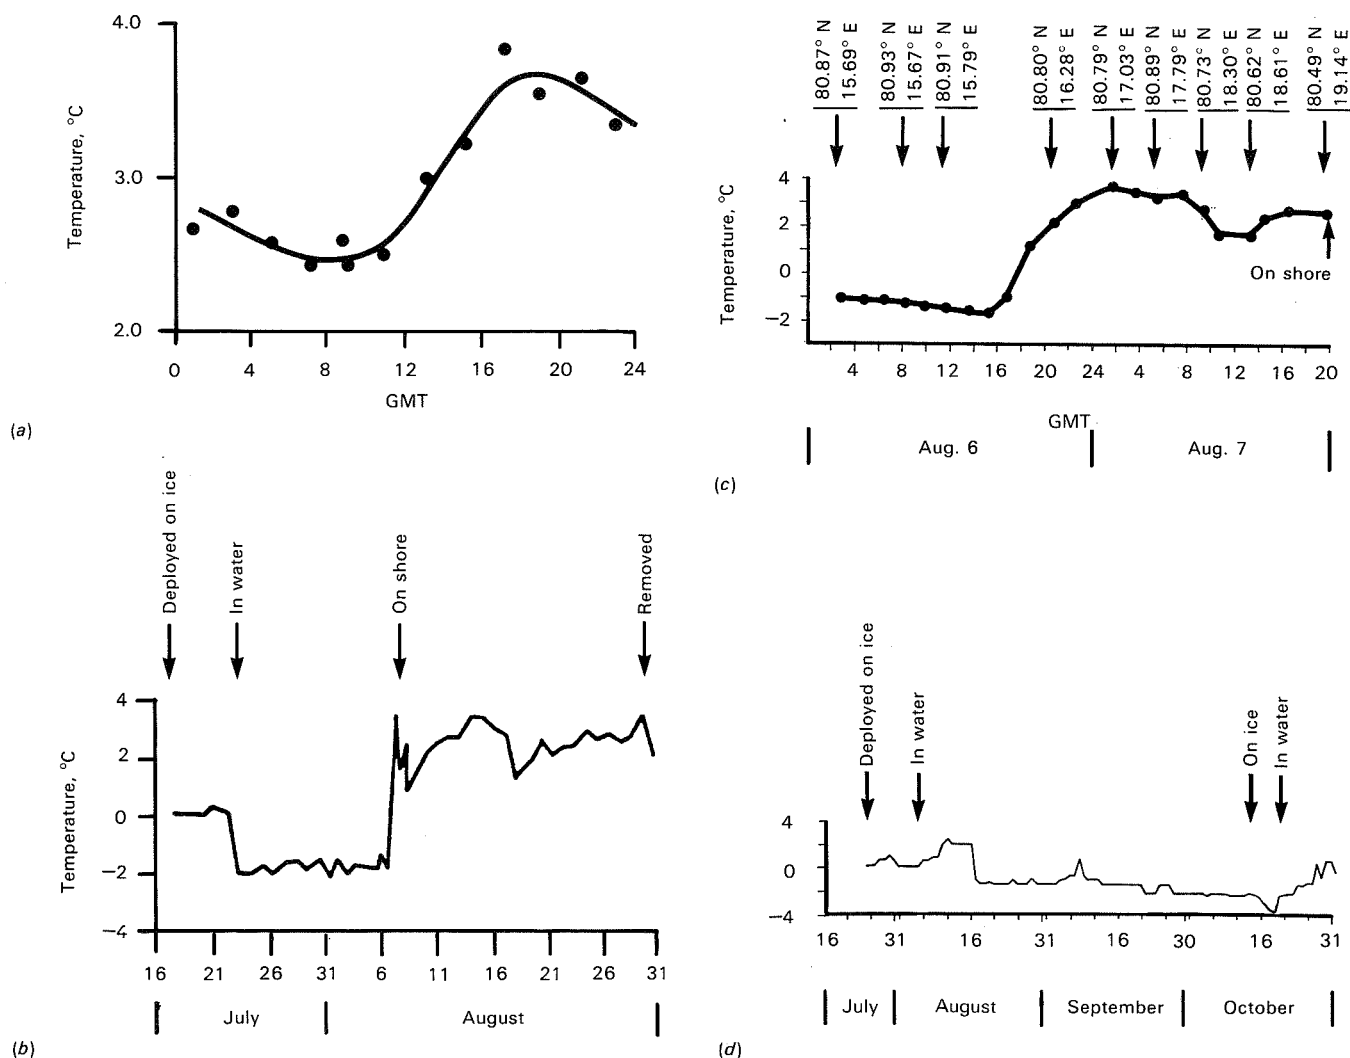 4.0
3.0
2.0
Temperature, °C
0 4 8 12 16 20 24
GMT
(a)
80.87° N
15.69° E
80.93° N
15.67° E
80.91° N
15.79° E
80.80° N
16.28° E
80.79° N
17.03° E
80.89° N
17.79° E
80.73° N
18.30° E
80.62° N
18.61° E
80.49° N
19.14° E
4
2
0
−2
Temperature, °C
On shore
4 8 12 16 20 24 4 8 12 16 20
GMT
Aug. 6 Aug. 7
(c)
Deployed on ice
In water
On shore
Removed
4
2
0
−2
−4
Temperature, °C
16 21 26 31 6 11 16 21 26 31
July August
(b)
Deployed on ice
In water
On ice
In water
4
0
−4
16 31 16 31 16 30 16 31
July August September October
(d)